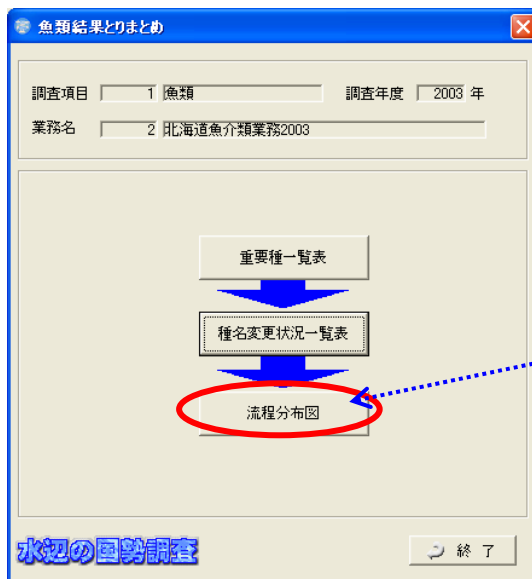 魚類結果とりまとめ
調査項目 1 魚類 調査年度 2003 年
業務名 2 北海道魚介類業務2003
重要種一覧表
種名変更状況一覧表
流程分布図
水辺の国勢調査
終 了